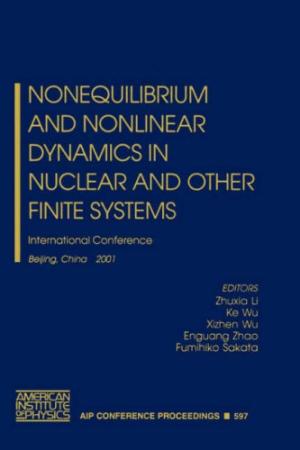 NONEQUILIBRIUM
AND NONLINEAR
DYNAMICS IN
NUCLEAR AND OTHER
FINITE SYSTEMS
International Conference
Beijing, China 2001
EDITORS
Zhuxia Li
Ke Wu
Xizhen Wu
Enguang Zhao
Fumihiko Sakata
AMERICAN
INSTITUTE
OF PHYSICS
AIP CONFERENCE PROCEEDINGS ■ 597